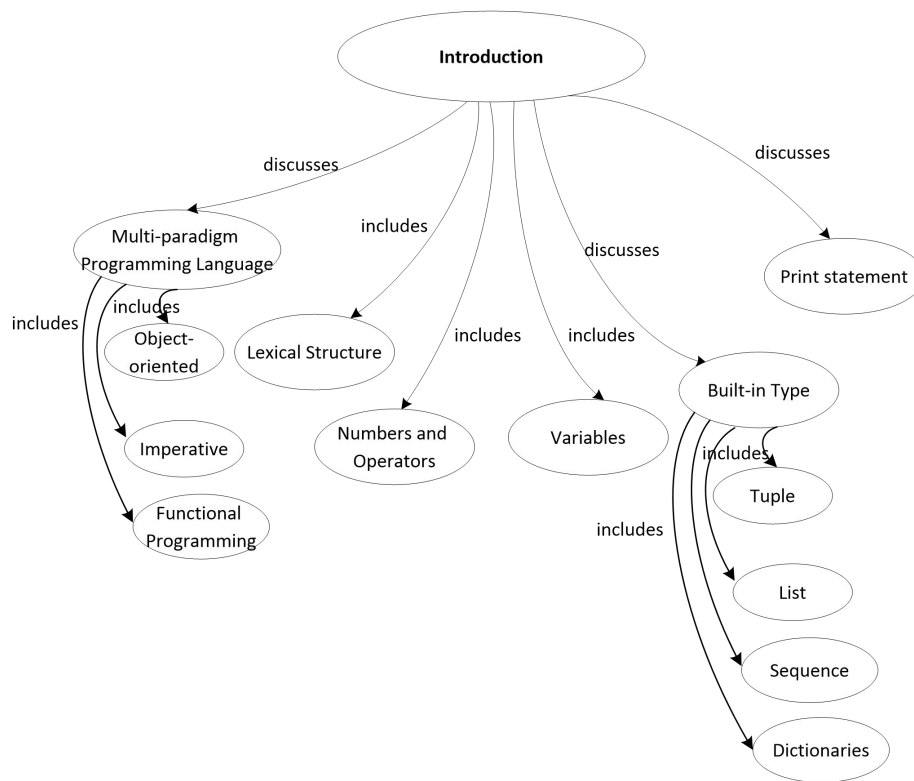 Introduction
discusses
discusses
includes
discusses
includes
includes
Multi-paradigm
Programming Language
Print statement
includes
includes
Object-
oriented
Lexical Structure
Built-in Type
Numbers and
Operators
Variables
Imperative
includes
Tuple
Functional
Programming
includes
List
Sequence
Dictionaries